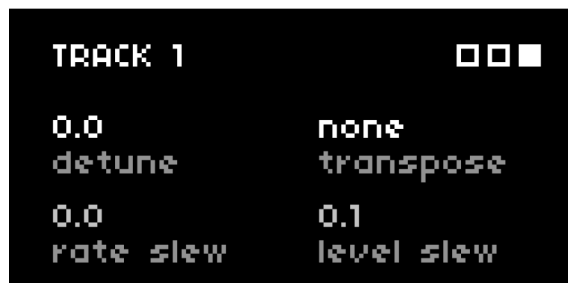 TRACK 1
0.0 none
detune transpose
0.0 0.1
rate slew level slew